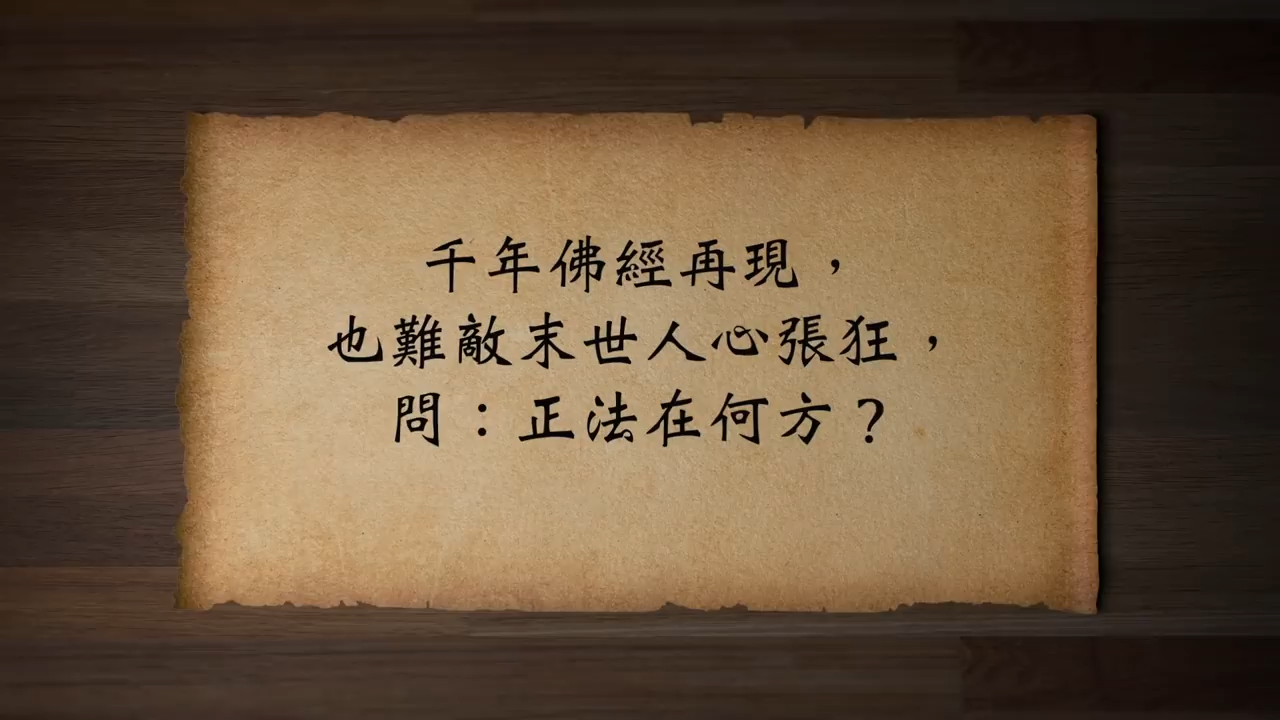 千年佛經再現，
也難敵末世人心張狂，
問：正法在何方？